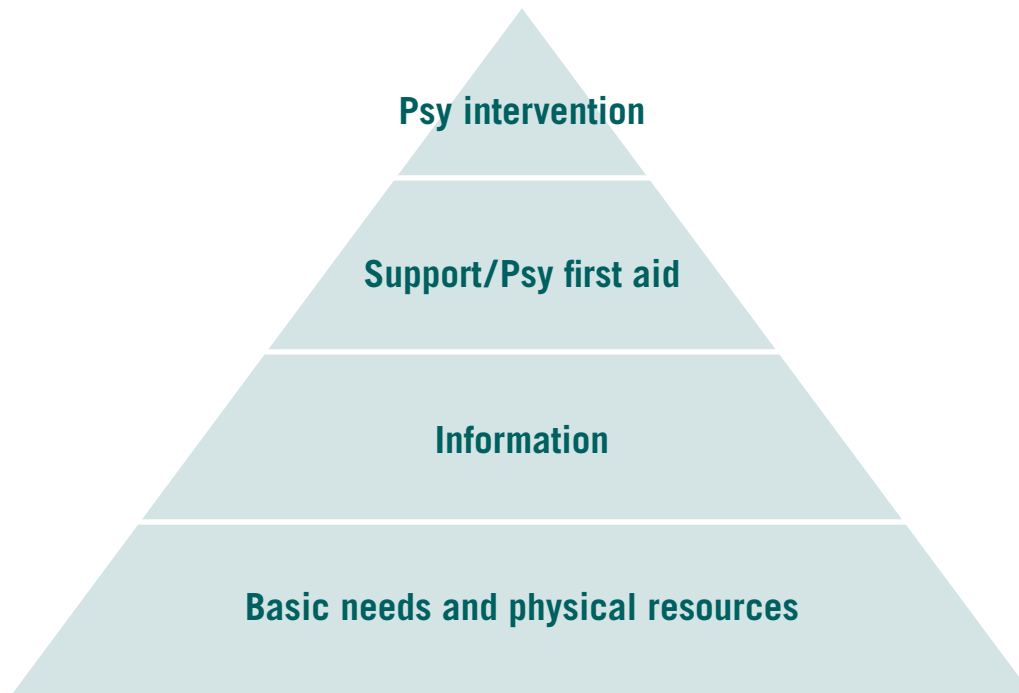 Psy intervention
Support/Psy first aid
Information
Basic needs and physical resources